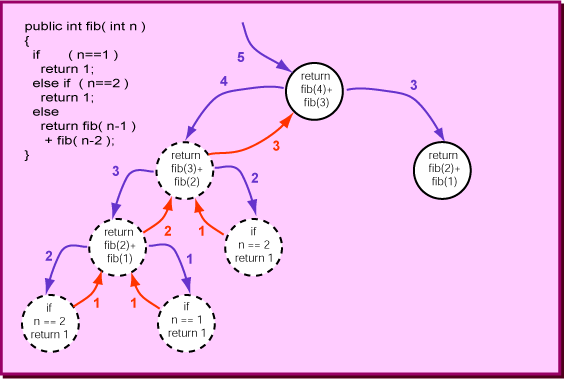 public int fib( int n )
{
if ( n==1 )
return 1;
else if ( n==2 )
return 1;
else
return fib( n-1 )
+ fib( n-2 );
}
5
return
fib(4)+
fib(3)
4
3
3
return
fib(3)+
fib(2)
return
fib(2)+
fib(1)
3
2
2
1
return
fib(2)+
fib(1)
if
n == 2
return 1
2
1
1
1
if
n == 2
return 1
if
n == 1
return 1